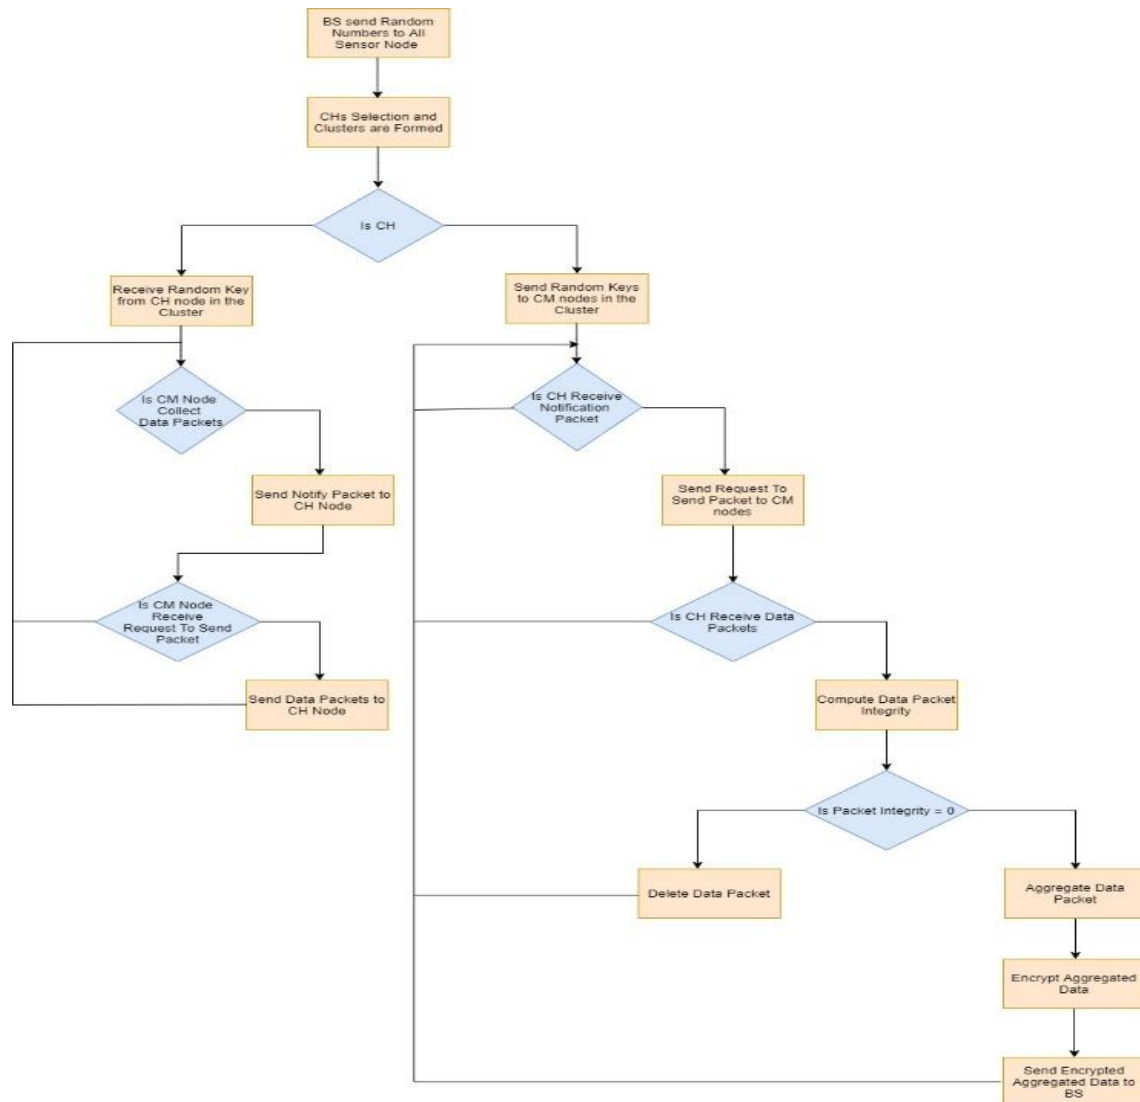 BS send Random
Numbers to All
Sensor Node
CHs Selection and
Clusters are Formed
Is CH
Receive Random Key
from CH node in the
Cluster
Send Random Keys
to CM nodes in the
Cluster
Is CM Node
Collect
Data Packets
Is CH Receive
Notification
Packet
Send Notify Packet to
CH Node
Send Request To
Send Packet to CM
nodes
Is CM Node
Receive
Request To Send
Packet
Is CH Receive Data
Packets
Send Data Packets to
CH Node
Compute Data Packet
Integrity
Is Packet Integrity = 0
Delete Data Packet
Aggregate Data
Packet
Encrypt Aggregated
Data
Send Encrypted
Aggregated Data to
BS